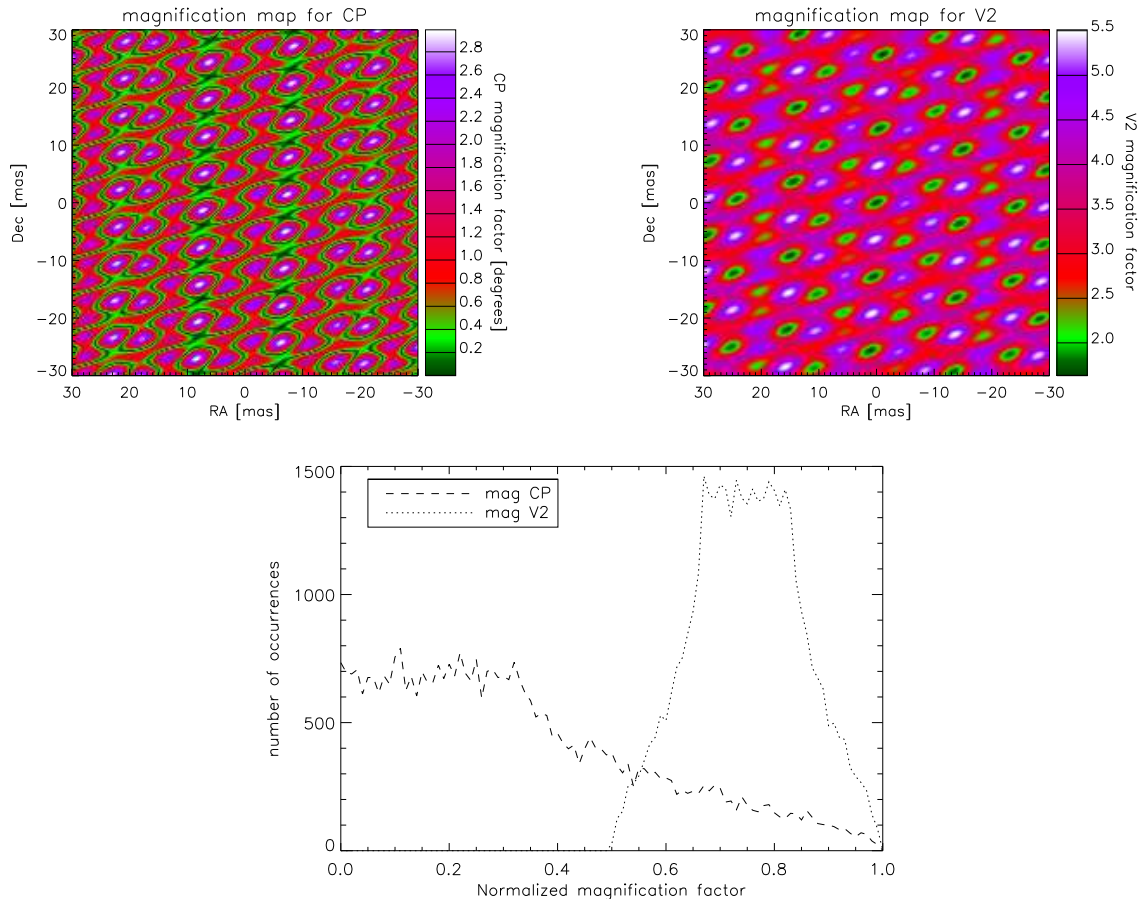 magnification map for CP
30
20
10
0
−10
−20
−30
Dec [mas]
30 20 10 0 −10 −20 −30
RA [mas]
2.8
2.6
2.4
2.2
2.0
1.8
1.6
1.4
1.2
1.0
0.8
0.6
0.4
0.2
CP magnification factor [degrees]
magnification map for V2
30
20
10
0
−10
−20
−30
Dec [mas]
30 20 10 0 −10 −20 −30
RA [mas]
5.5
5.0
4.5
4.0
3.5
3.0
2.5
2.0
V2 magnification factor
1500
1000
500
0
number of occurrences
mag CP
mag V2
0.0 0.2 0.4 0.6 0.8 1.0
Normalized magnification factor